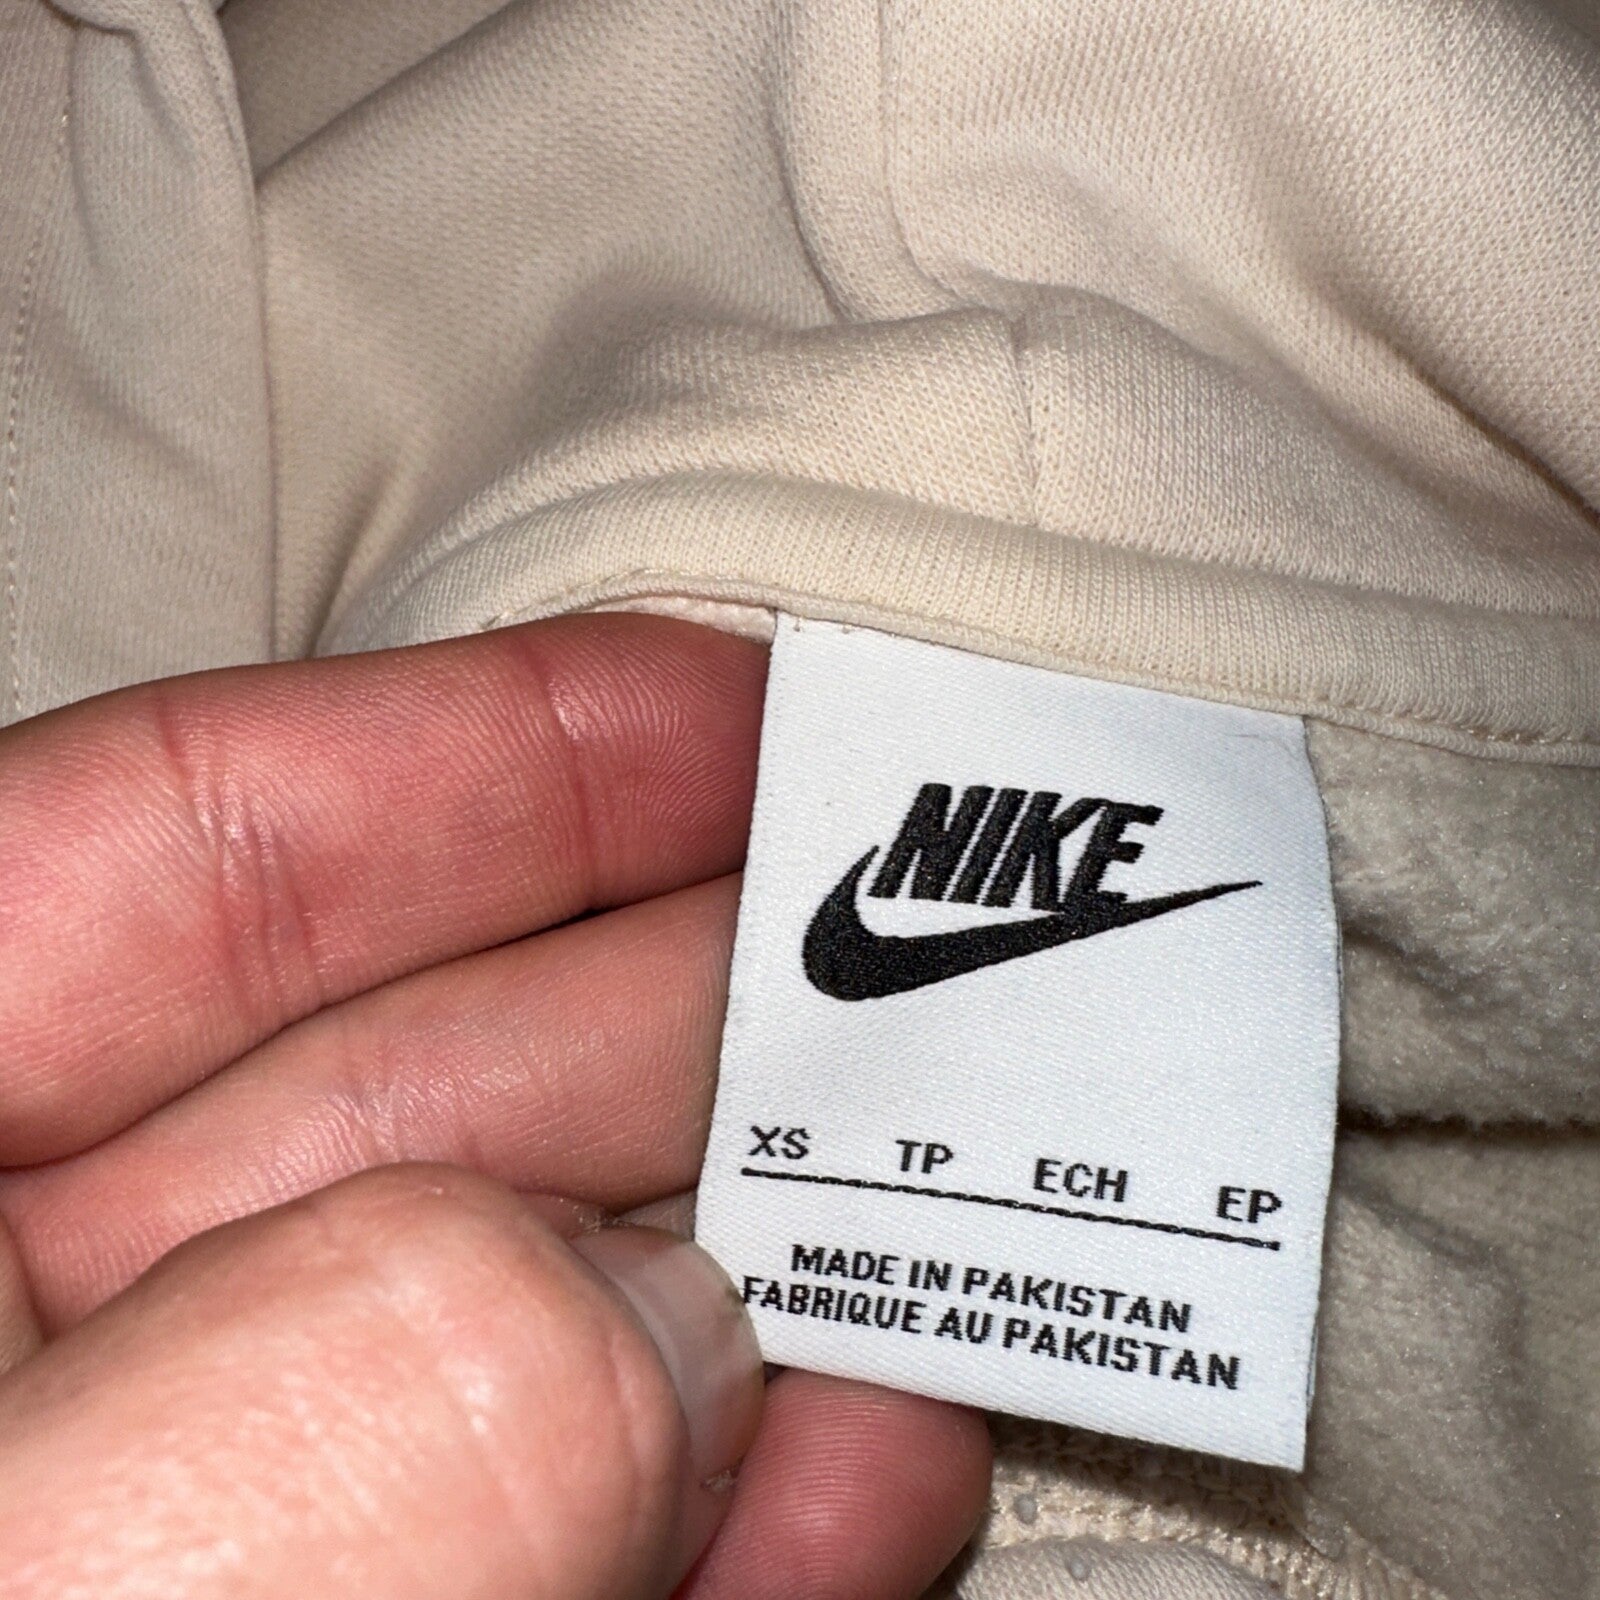 NIKE
XS TP ECH EP
MADE IN PAKISTAN
FABRIQUE AU PAKISTAN